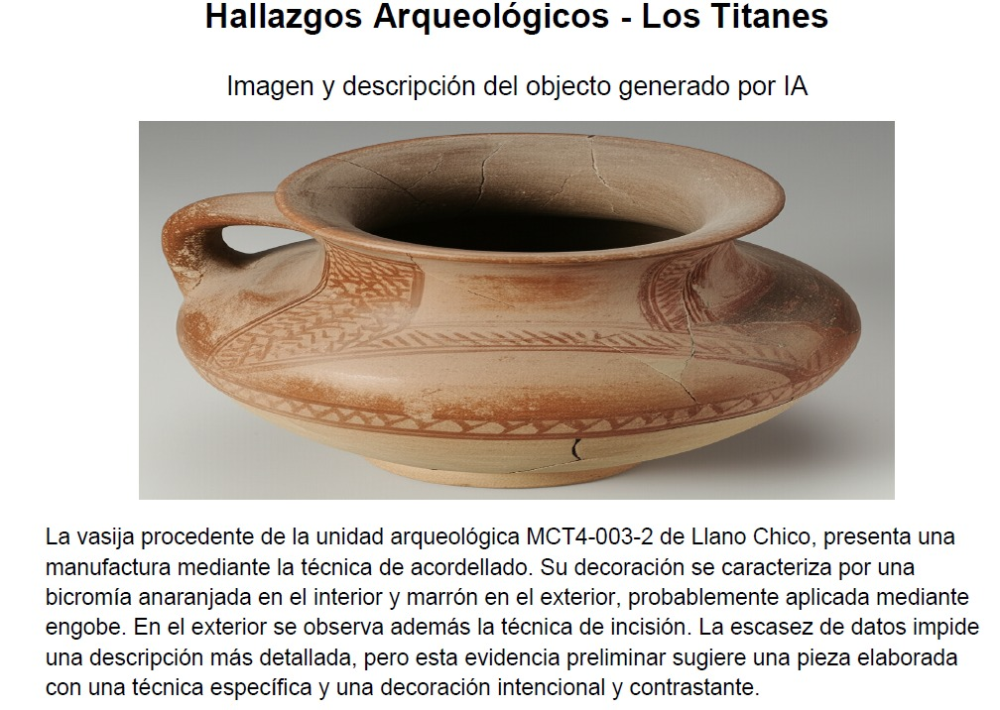 Hallazgos Arqueológicos - Los Titanes
Imagen y descripción del objecto generado por IA
La vasija procedente de la unidad arqueológica MCT4-003-2 de Llano Chico, presenta una
manufactura mediante la técnica de acordellado. Su decoración se caracteriza por una
bicromía anaranjada en el interior y marrón en el exterior, probablemente aplicada mediante
engobe. En el exterior se observa además la técnica de incisión. La escasez de datos impide
una descripción más detallada, pero esta evidencia preliminar sugiere una pieza elaborada
con una técnica específica y una decoración intencional y contrastante.